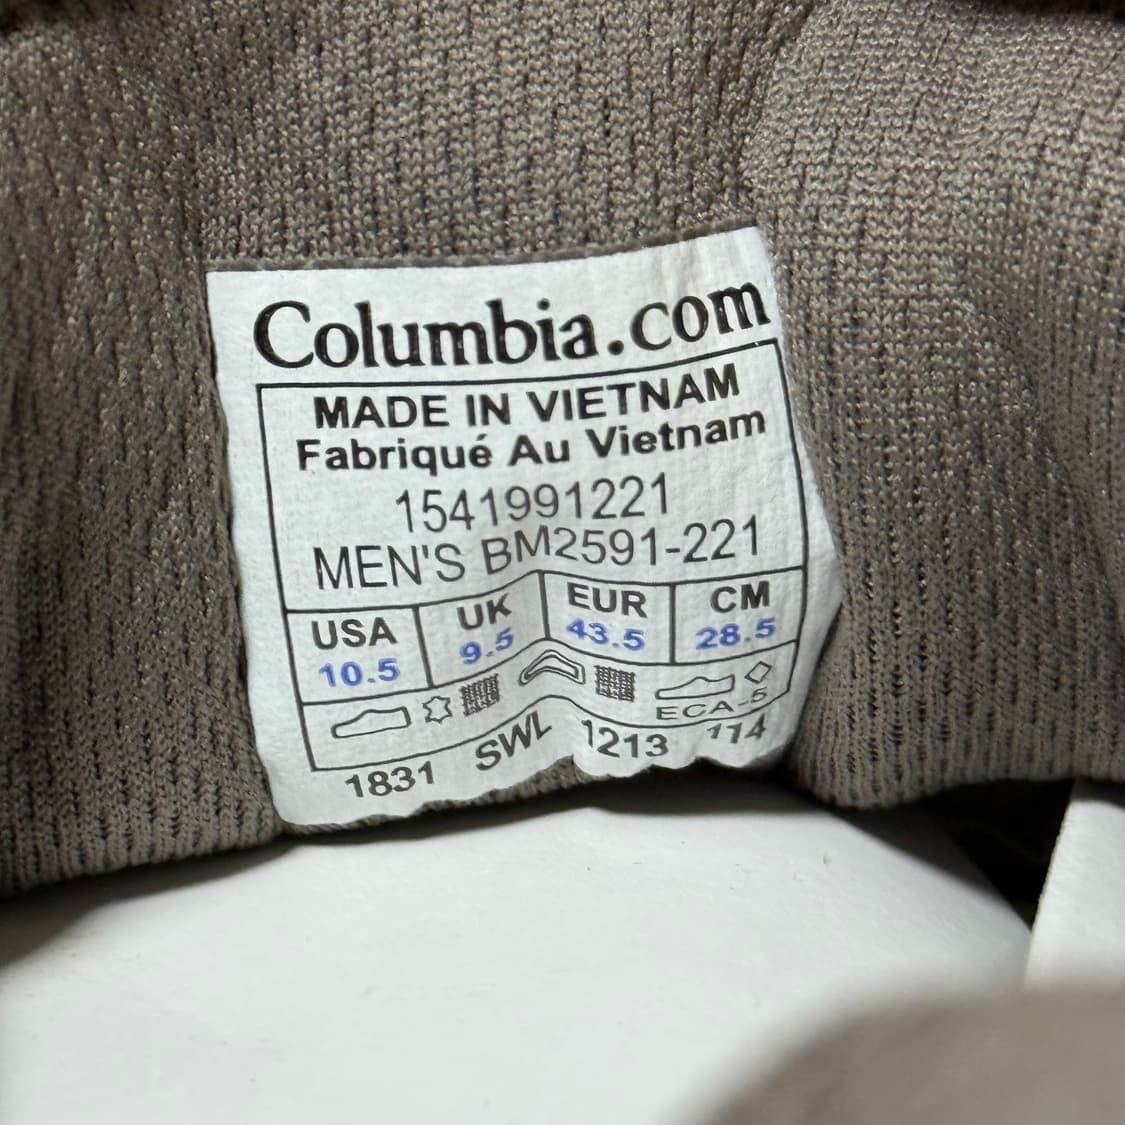 Columbia.com
MADE IN VIETNAM
Fabriqué Au Vietnam
1541991221
MEN'S BM2591-221
USA UK EUR CM
10.5 9.5 43.5 28.5
ECA-5
1831 SWL 1213 114